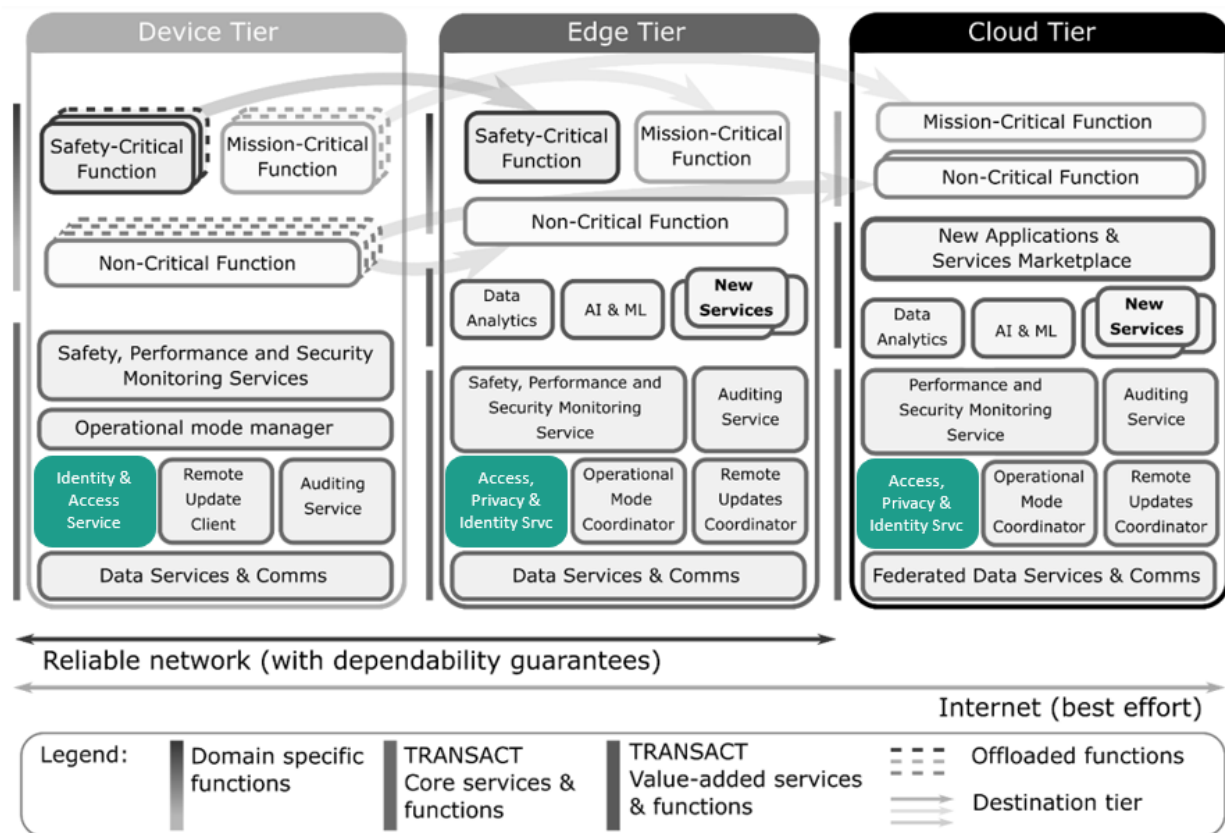 Device Tier
Safety-Critical
Function
Mission-Critical
Function
Non-Critical Function
Safety, Performance and Security
Monitoring Services
Operational mode manager
Identity &
Access
Service
Remote
Update
Client
Auditing
Service
Data Services & Comms
Edge Tier
Safety-Critical
Function
Mission-Critical
Function
Non-Critical Function
Data
Analytics
AI & ML
New
Services
Safety, Performance and
Security Monitoring
Service
Auditing
Service
Access,
Privacy &
Identity Srvc
Operational
Mode
Coordinator
Remote
Updates
Coordinator
Data Services & Comms
Cloud Tier
Mission-Critical Function
Non-Critical Function
New Applications &
Services Marketplace
Data
Analytics
AI & ML
New
Services
Performance and
Security Monitoring
Service
Auditing
Service
Access,
Privacy &
Identity Srvc
Operational
Mode
Coordinator
Remote
Updates
Coordinator
Federated Data Services & Comms
Reliable network (with dependability guarantees)
Internet (best effort)
Legend:
Domain specific
functions
TRANSACT
Core services &
functions
TRANSACT
Value-added services
& functions
Offloaded functions
Destination tier